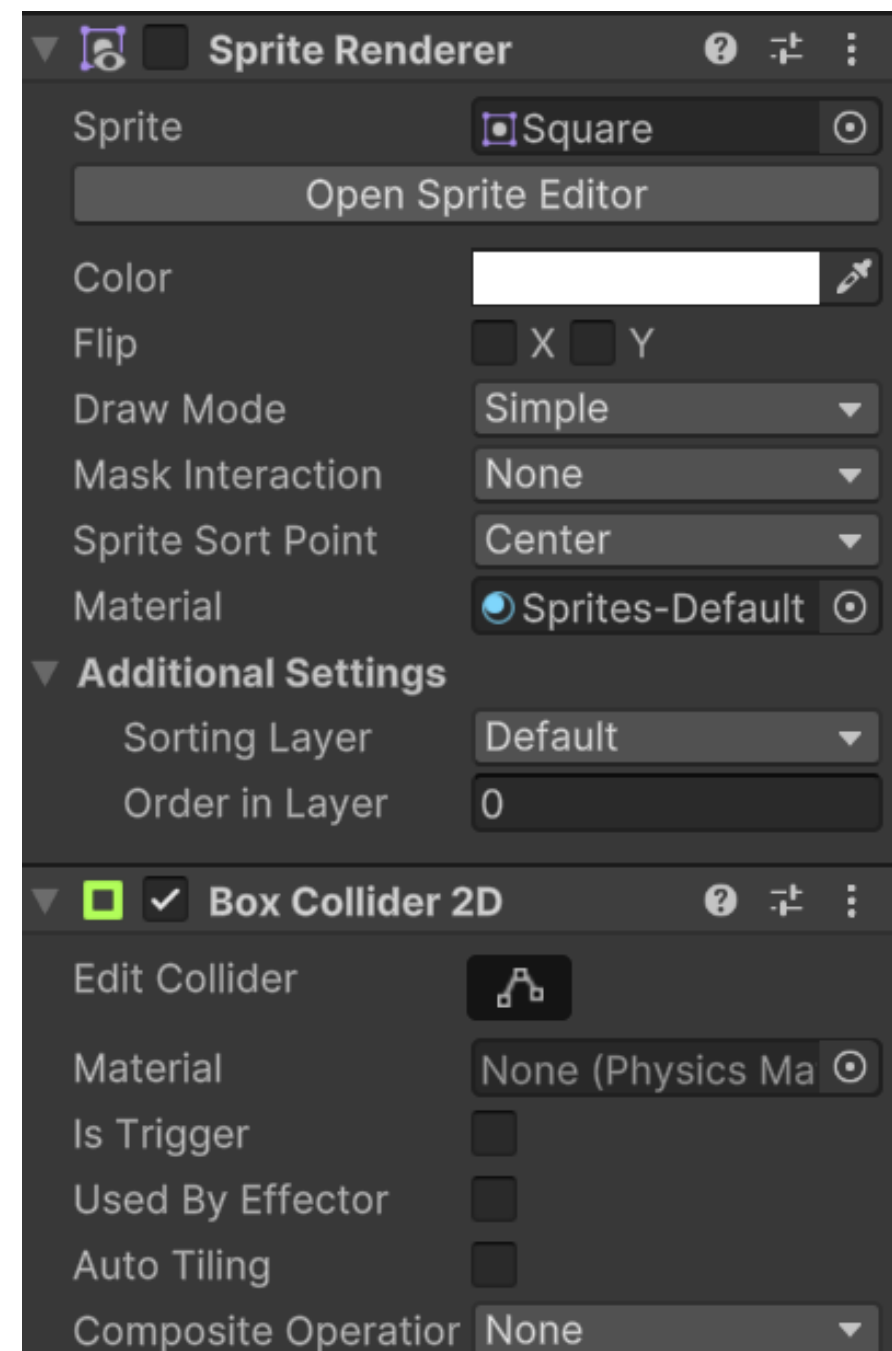 Sprite Renderer
Sprite Square
Open Sprite Editor
Color
Flip X Y
Draw Mode Simple
Mask Interaction None
Sprite Sort Point Center
Material Sprites-Default
Additional Settings
Sorting Layer Default
Order in Layer 0
Box Collider 2D
Edit Collider
Material None (Physics Ma
Is Trigger
Used By Effector
Auto Tiling
Composite Operatior None